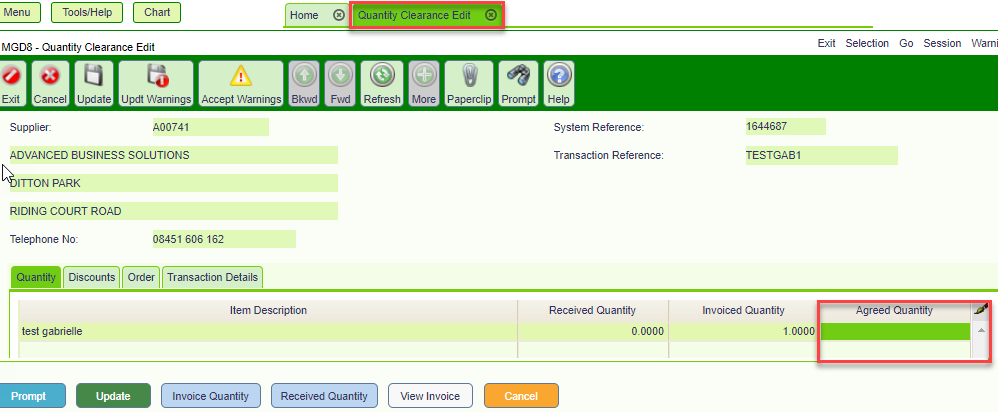 Menu Tools/Help Chart Home Quantity Clearance Edit
MGD8 - Quantity Clearance Edit Exit Selection Go Session Warni
Exit Cancel Update Updt Warnings Accept Warnings Bkwd Fwd Refresh More Paperclip Prompt Help
Supplier: A00741 System Reference: 1644687
ADVANCED BUSINESS SOLUTIONS Transaction Reference: TESTGAB1
DITTON PARK
RIDING COURT ROAD
Telephone No: 08451 606 162
Quantity Discounts Order Transaction Details
Item Description Received Quantity Invoiced Quantity Agreed Quantity
test gabrielle 0.0000 1.0000
Prompt Update Invoice Quantity Received Quantity View Invoice Cancel